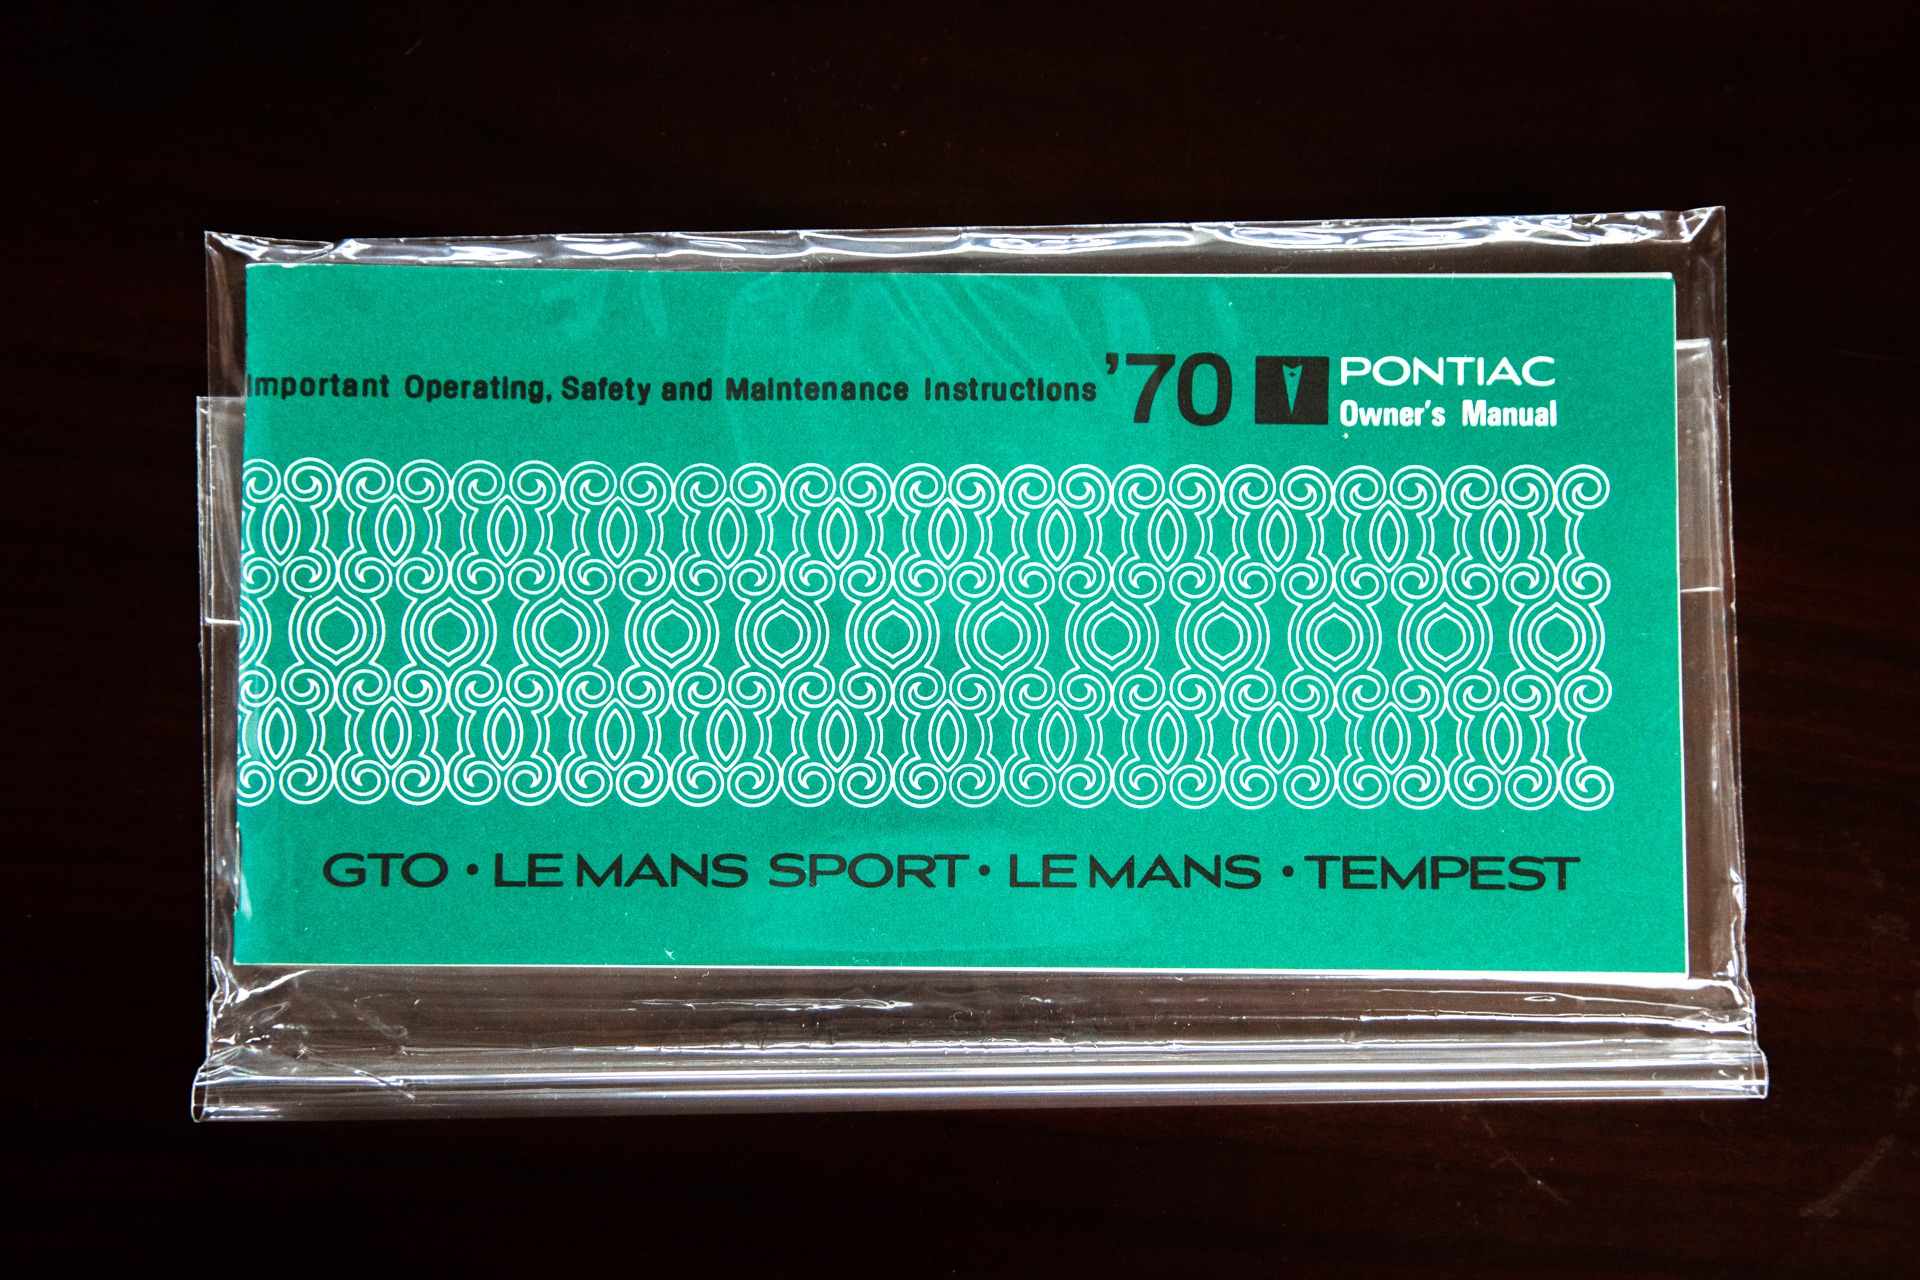 Important Operating, Safety and Maintenance Instructions '70 PONTIAC
Owner's Manual
GTO • LE MANS SPORT • LE MANS • TEMPEST